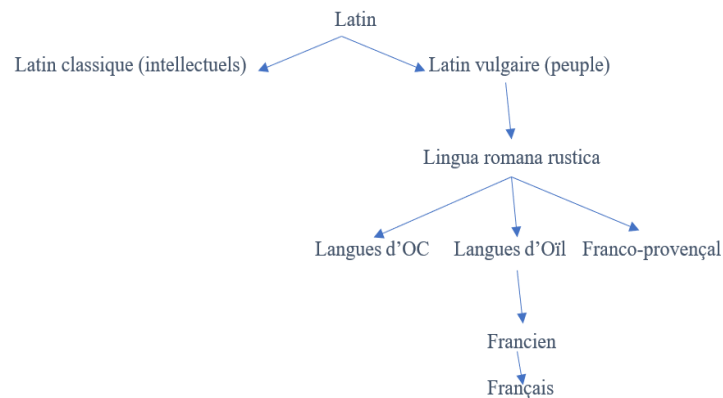 Latin
Latin classique (intellectuels) Latin vulgaire (peuple)
Lingua romana rustica
Langues d’OC Langues d’Oïl Franco-provençal
Francien
Français